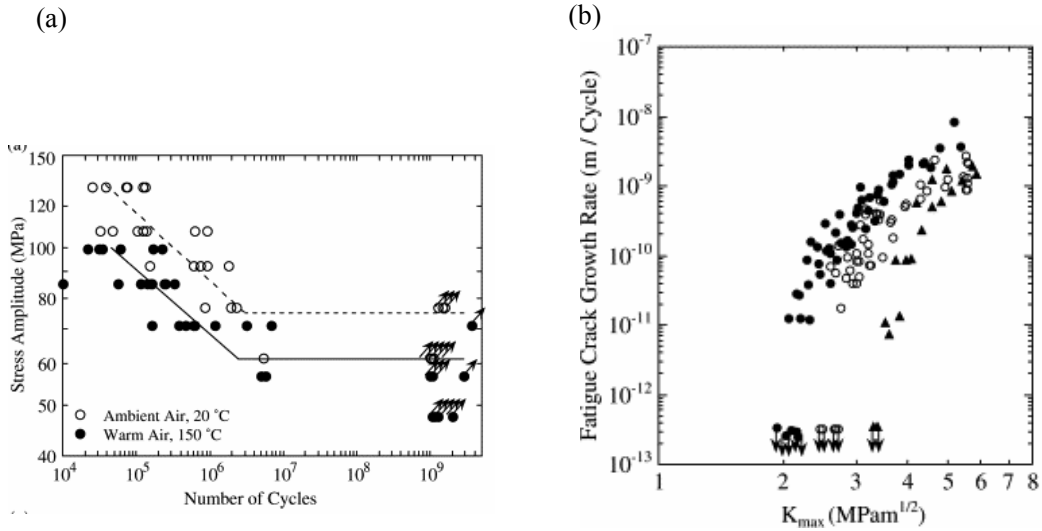 (a)
(b)
150
120
100
80
60
50
40
Stress Amplitude (MPa)
10^4 10^5 10^6 10^7 10^8 10^9
Number of Cycles
Ambient Air, 20 °C
Warm Air, 150 °C
10^-7
10^-8
10^-9
10^-10
10^-11
10^-12
10^-13
Fatigue Crack Growth Rate (m / Cycle)
1 2 3 4 5 6 7 8
K_max (MPam^1/2)